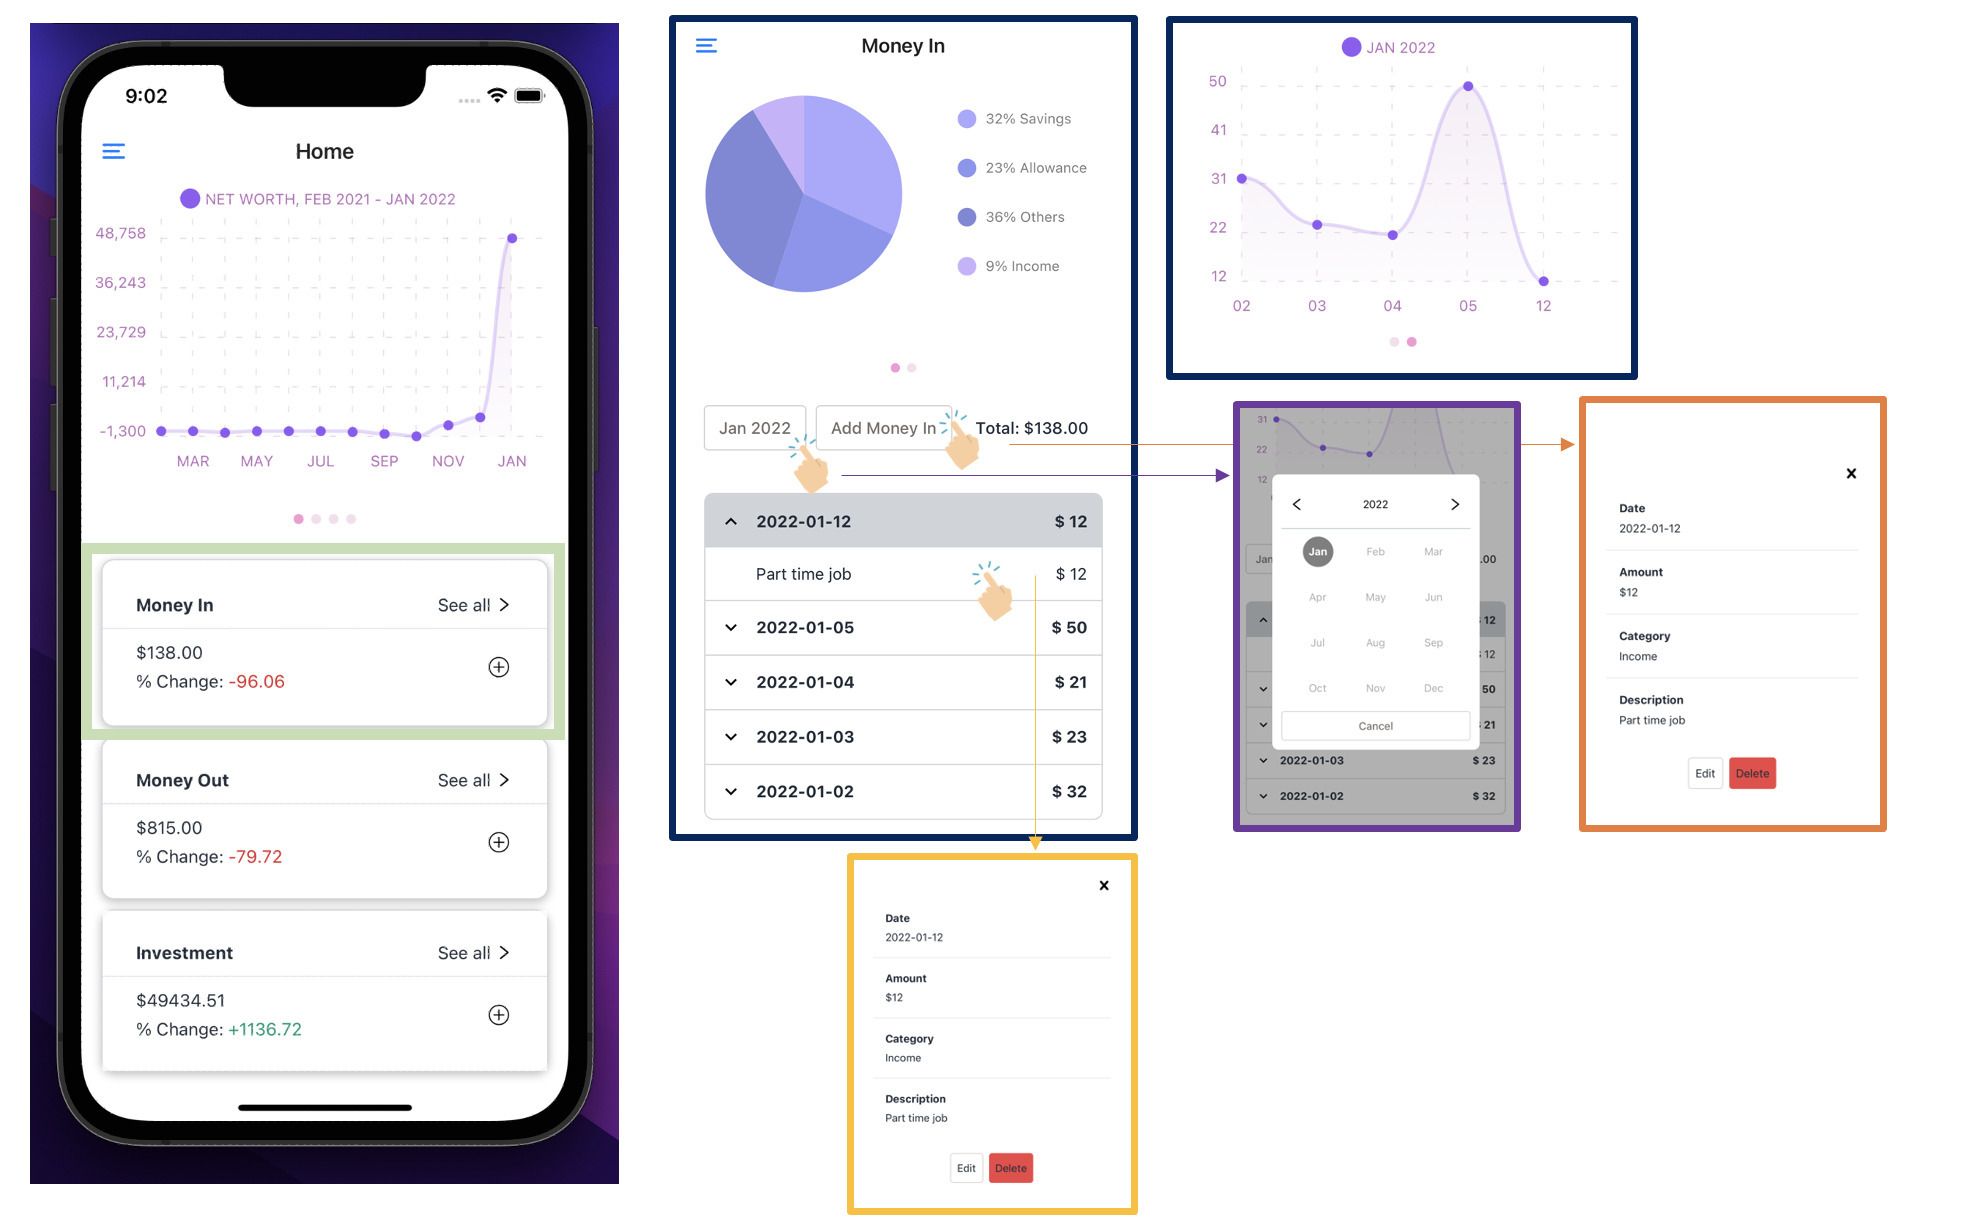 9:02
Home
NET WORTH, FEB 2021 - JAN 2022
48,758
36,243
23,729
11,214
-1,300
MAR MAY JUL SEP NOV JAN
Money In See all
$138.00
% Change: -96.06
Money Out See all
$815.00
% Change: -79.72
Investment See all
$49434.51
% Change: +1136.72
Money In
32% Savings
23% Allowance
36% Others
9% Income
Jan 2022 Add Money In Total: $138.00
2022-01-12 $ 12
Part time job $ 12
2022-01-05 $ 50
2022-01-04 $ 21
2022-01-03 $ 23
2022-01-02 $ 32
JAN 2022
50
41
31
22
12
02 03 04 05 12
31
22
12
2022
Jan Feb Mar
Jan .00
Apr May Jun
12
Jul Aug Sep
$ 12
Oct Nov Dec
50
Cancel
21
2022-01-03 $ 23
2022-01-02 $ 32
x
Date
2022-01-12
Amount
$12
Category
Income
Description
Part time job
Edit Delete
x
Date
2022-01-12
Amount
$12
Category
Income
Description
Part time job
Edit Delete